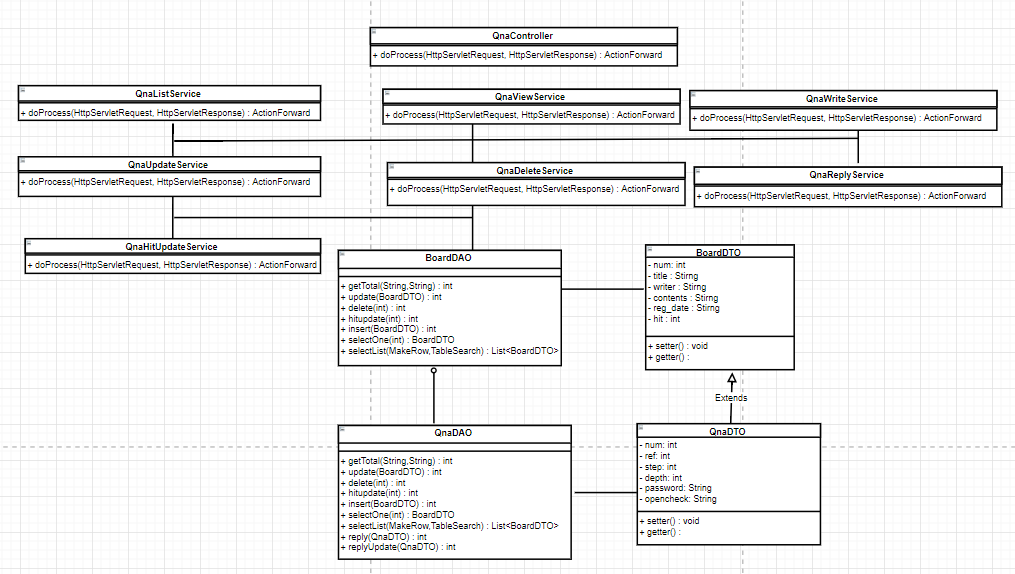 QnaController
+ doProcess(HttpServletRequest, HttpServletResponse) : ActionForward
QnaListService
+ doProcess(HttpServletRequest, HttpServletResponse) : ActionForward
QnaViewService
+ doProcess(HttpServletRequest, HttpServletResponse) : ActionForward
QnaWriteService
+ doProcess(HttpServletRequest, HttpServletResponse) : ActionForward
QnaUpdateService
+ doProcess(HttpServletRequest, HttpServletResponse) : ActionForward
QnaDeleteService
+ doProcess(HttpServletRequest, HttpServletResponse) : ActionForward
QnaReplyService
+ doProcess(HttpServletRequest, HttpServletResponse) : ActionForward
QnaHitUpdateService
+ doProcess(HttpServletRequest, HttpServletResponse) : ActionForward
BoardDAO
+ getTotal(String,String) : int
+ update(BoardDTO) : int
+ delete(int) : int
+ hitupdate(int) : int
+ insert(BoardDTO) : int
+ selectOne(int) : BoardDTO
+ selectList(MakeRow,TableSearch) : List<BoardDTO>
BoardDTO
- num: int
- title : Stirng
- writer : Stirng
- contents : Stirng
- reg_date : Stirng
- hit : int
+ setter() : void
+ getter() :
Extends
QnaDAO
+ getTotal(String,String) : int
+ update(BoardDTO) : int
+ delete(int) : int
+ hitupdate(int) : int
+ insert(BoardDTO) : int
+ selectOne(int) : BoardDTO
+ selectList(MakeRow,TableSearch) : List<BoardDTO>
+ reply(QnaDTO) : int
+ replyUpdate(QnaDTO) : int
QnaDTO
- num: int
- ref: int
- step: int
- depth: int
- password: String
- opencheck: String
+ setter() : void
+ getter() :